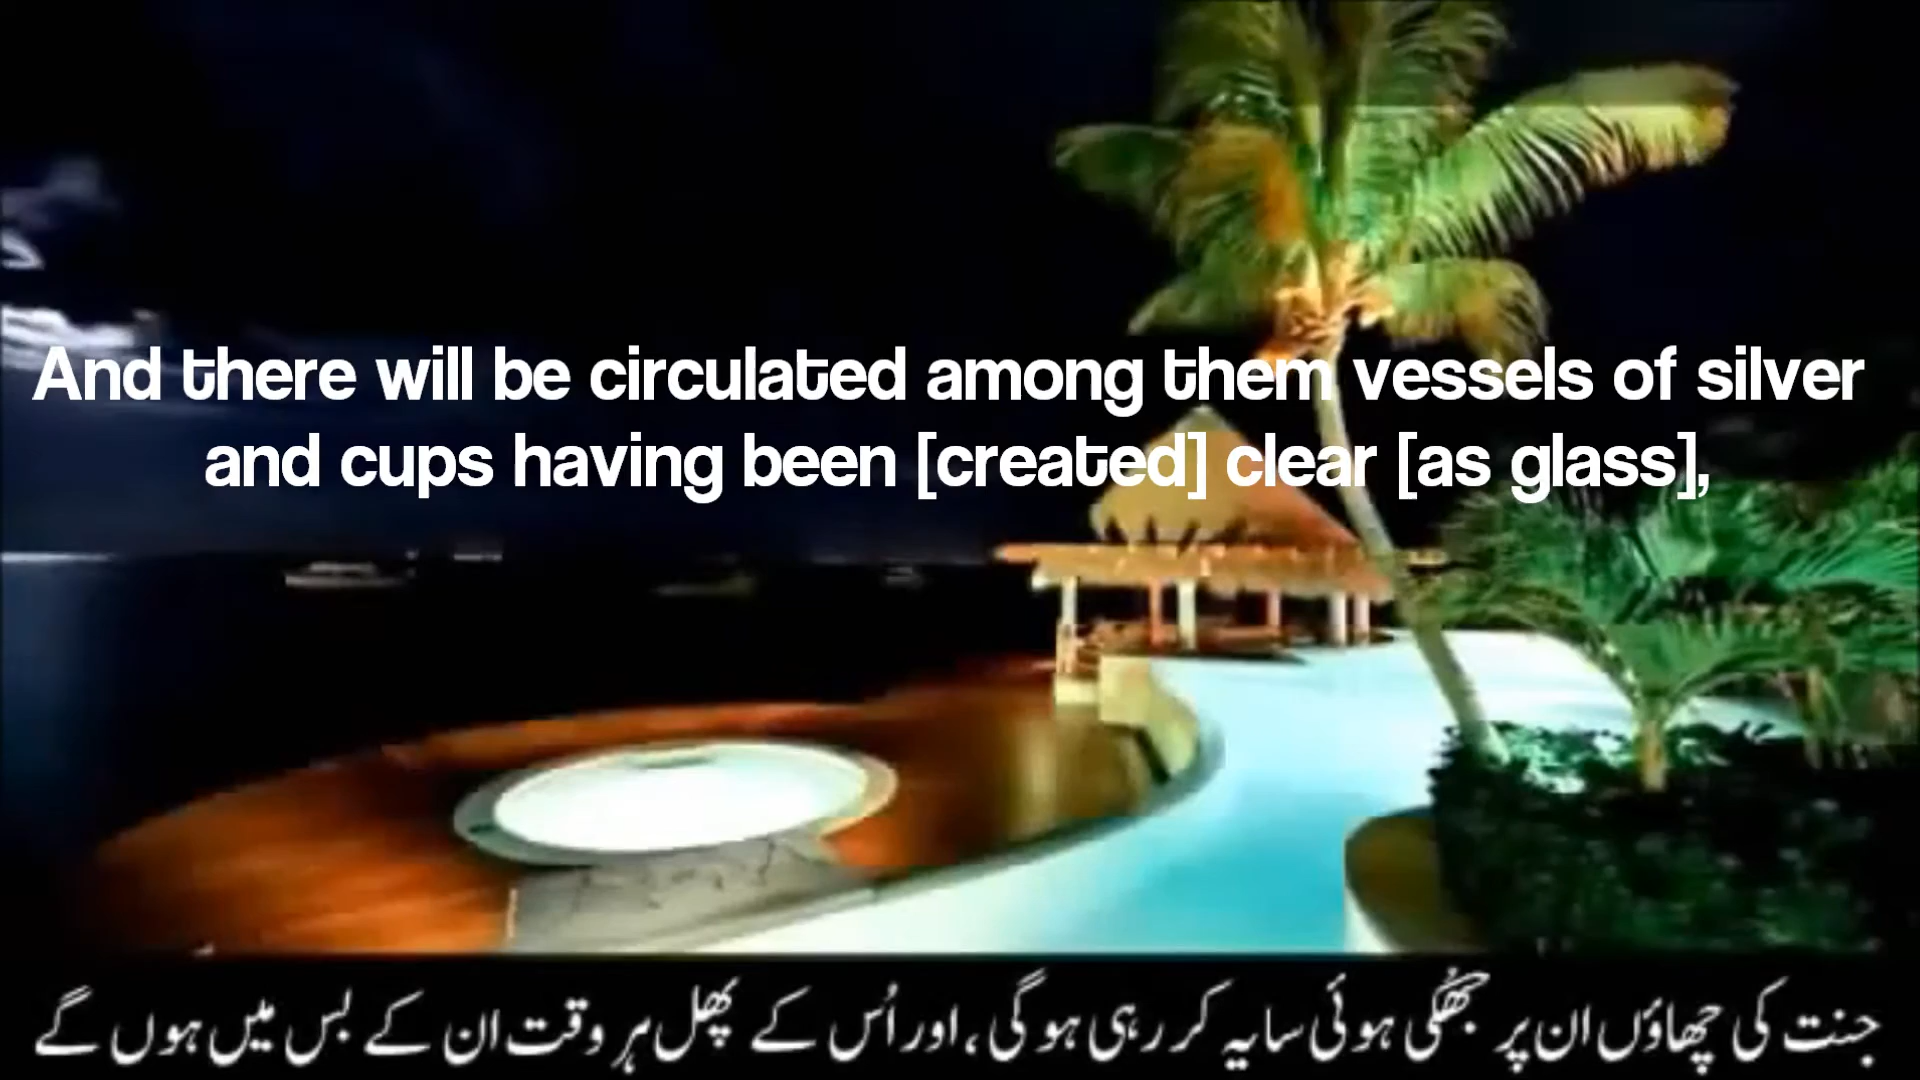 And there will be circulated among them vessels of silver
and cups having been [created] clear [as glass],
جنت کی چھاؤں ان پر جھکی ہوئی سایہ کر رہی ہو گی، اور اُس کے پھل ہر وقت ان کے بس میں ہوں گے